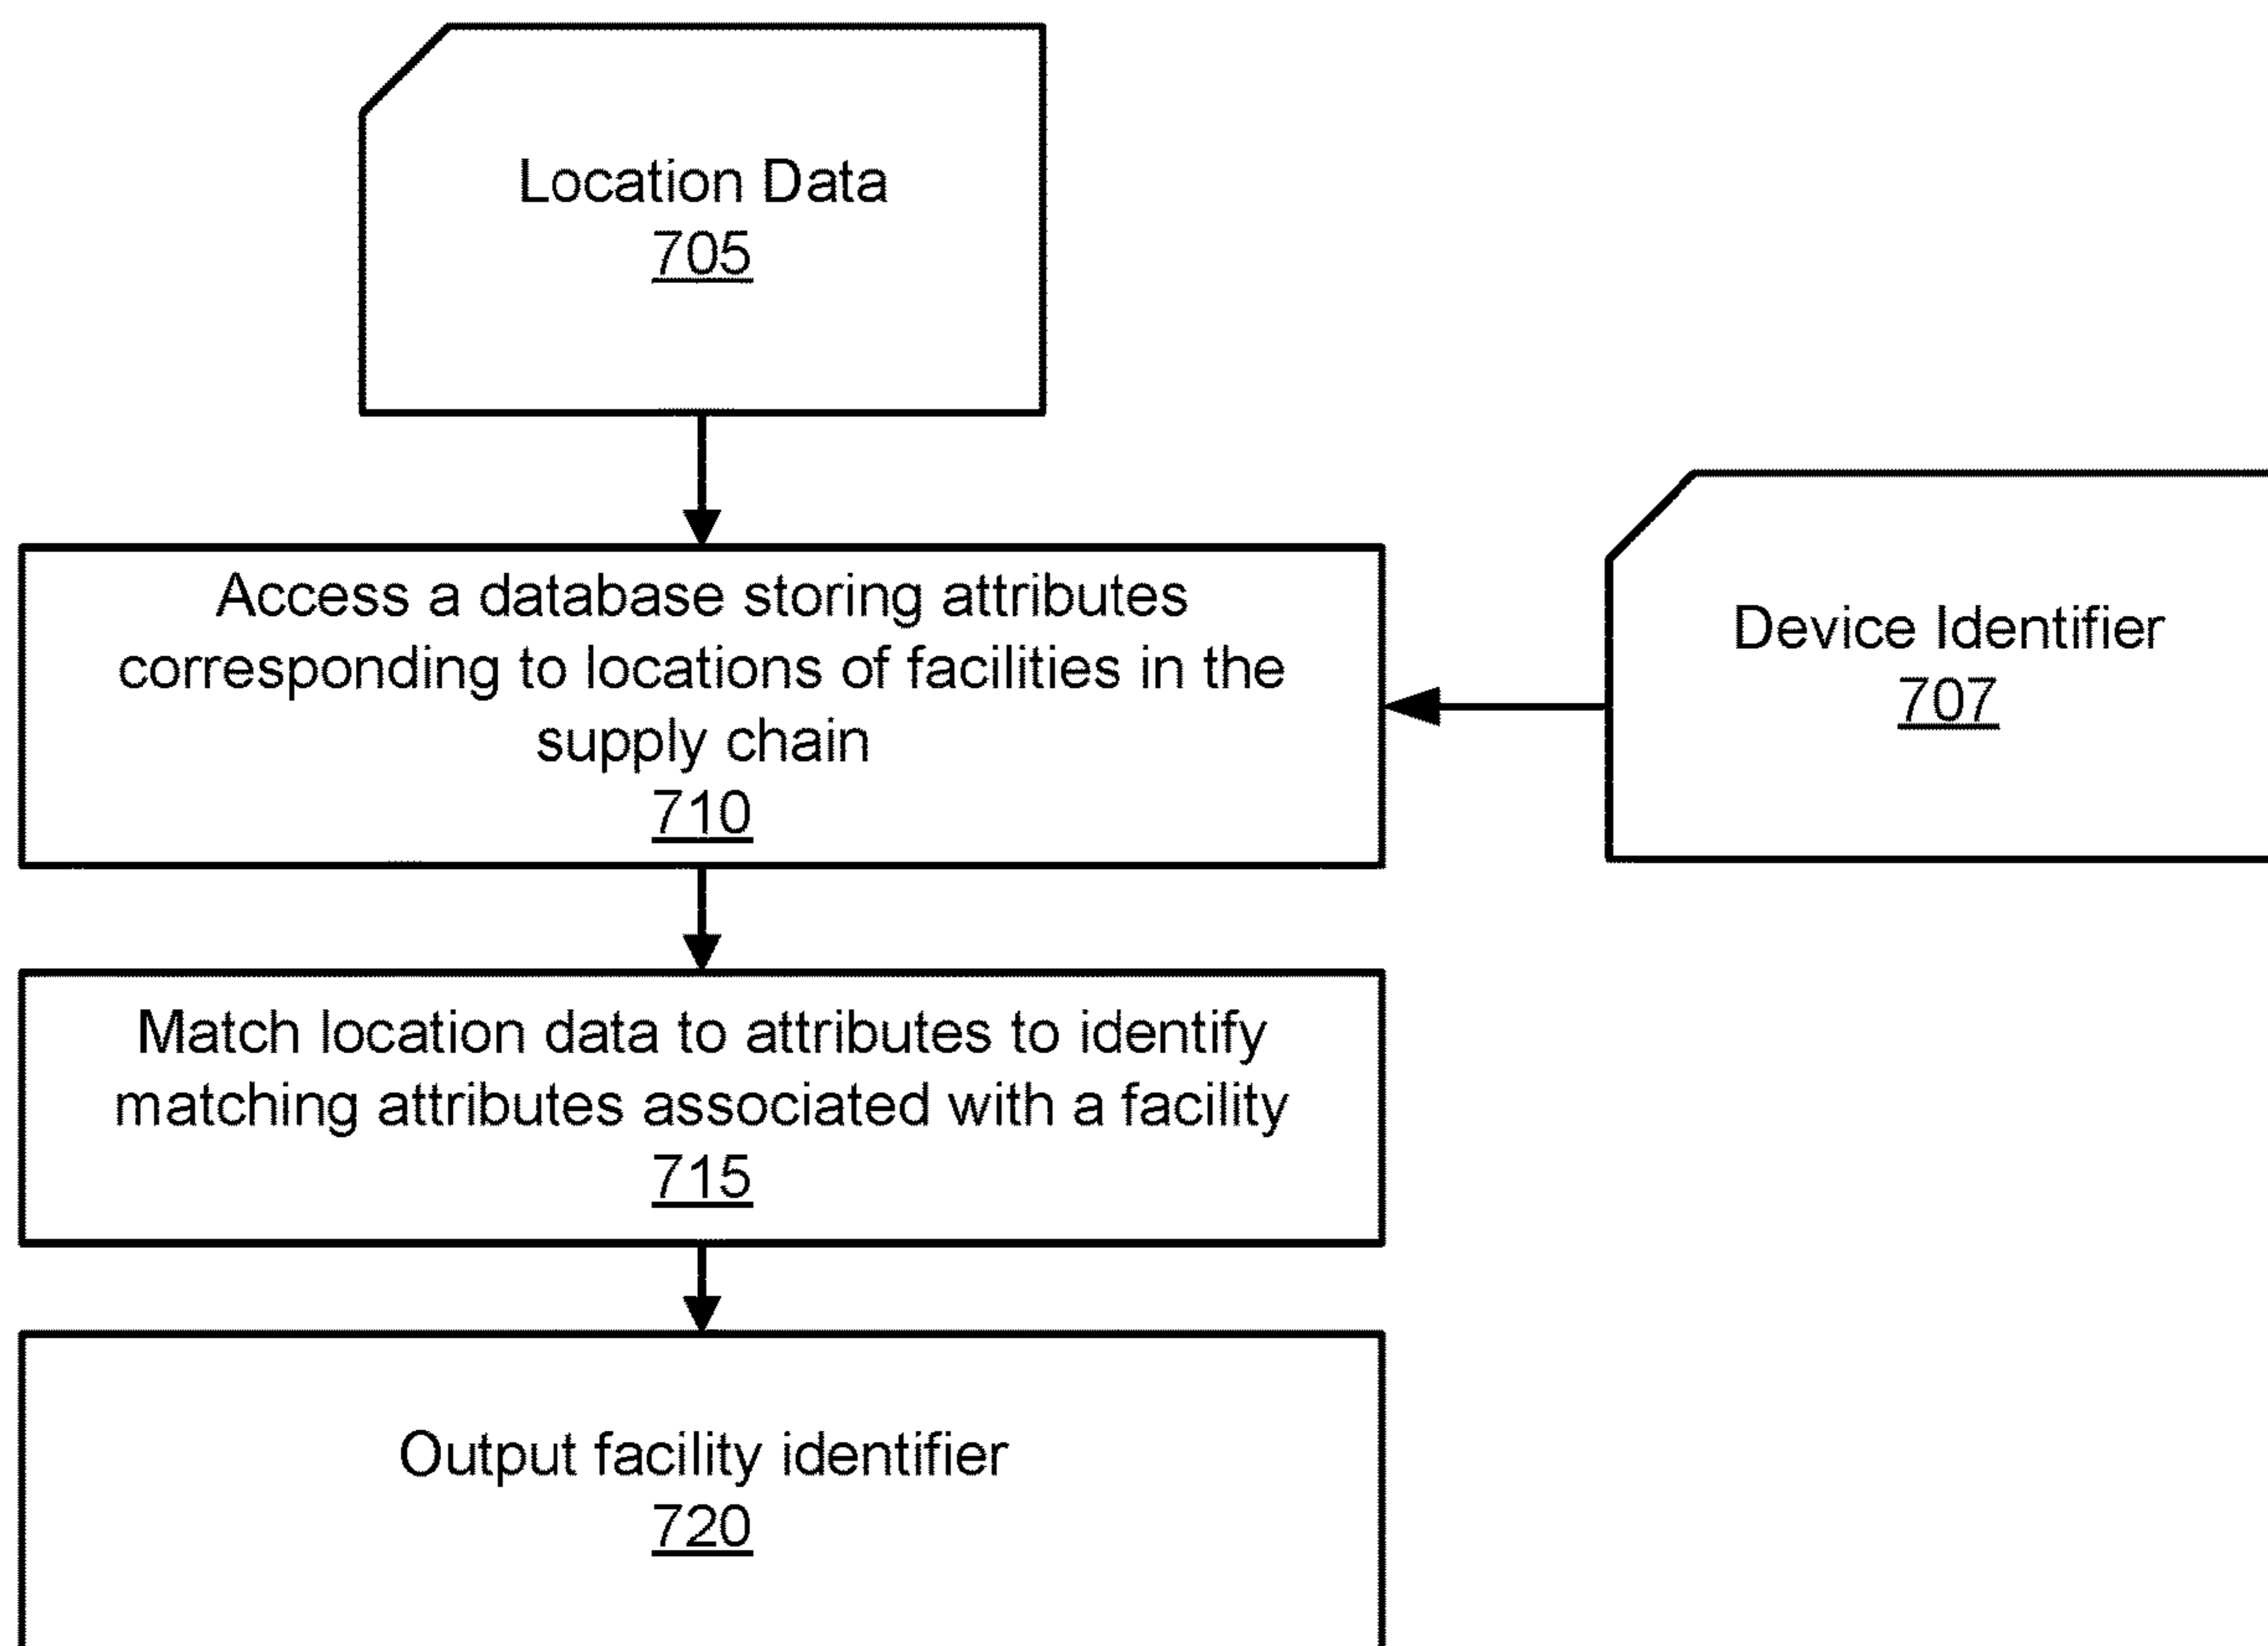 Location Data
705
Access a database storing attributes
corresponding to locations of facilities in the
supply chain
710
Device Identifier
707
Match location data to attributes to identify
matching attributes associated with a facility
715
Output facility identifier
720